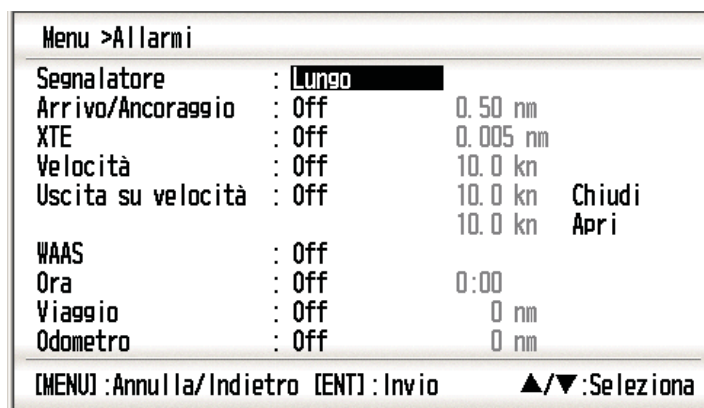 Menu >Allarmi
Segnalatore : Lungo
Arrivo/Ancoraggio : Off 0.50 nm
XTE : Off 0.005 nm
Velocità : Off 10.0 kn
Uscita su velocità : Off 10.0 kn Chiudi
10.0 kn Apri
WAAS : Off
Ora : Off 0:00
Viaggio : Off 0 nm
Odometro : Off 0 nm
[MENU]:Annulla/Indietro [ENT]:Invio ▲/▼:Seleziona